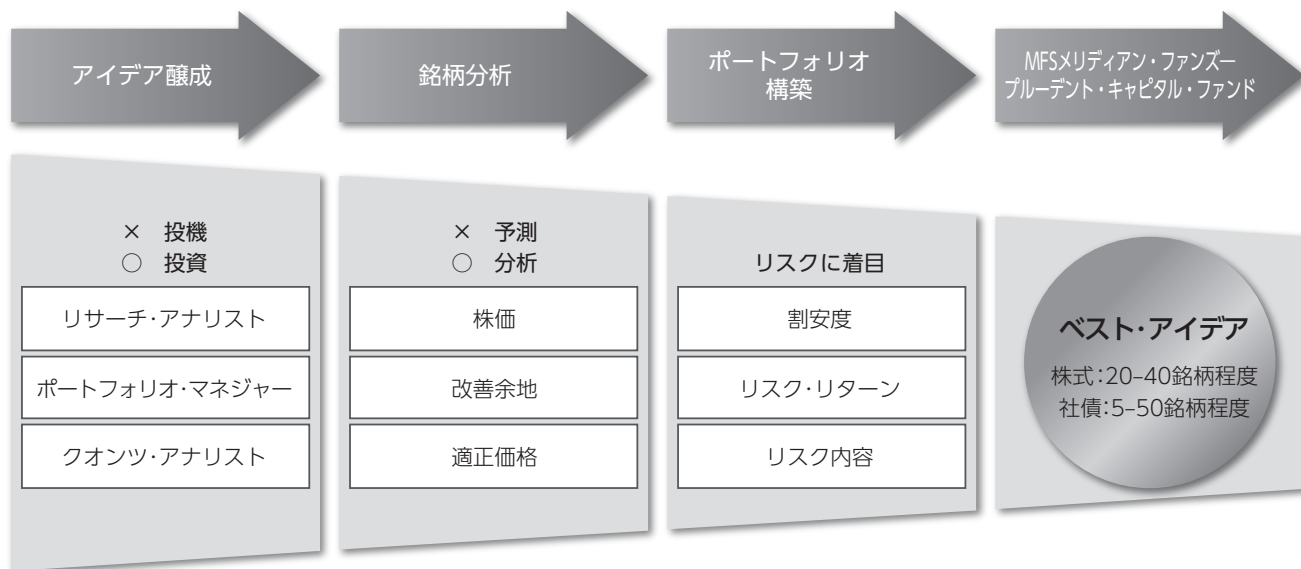 アイデア醸成
銘柄分析
ポートフォリオ
構築
MFSメリディアン・ファンズー
プルーデント・キャピタル・ファンド
× 投機
○ 投資
リサーチ・アナリスト
ポートフォリオ・マネジャー
クオンツ・アナリスト
× 予測
○ 分析
株価
改善余地
適正価格
リスクに着目
割安度
リスク・リターン
リスク内容
ベスト・アイデア
株式：20–40銘柄程度
社債：5–50銘柄程度